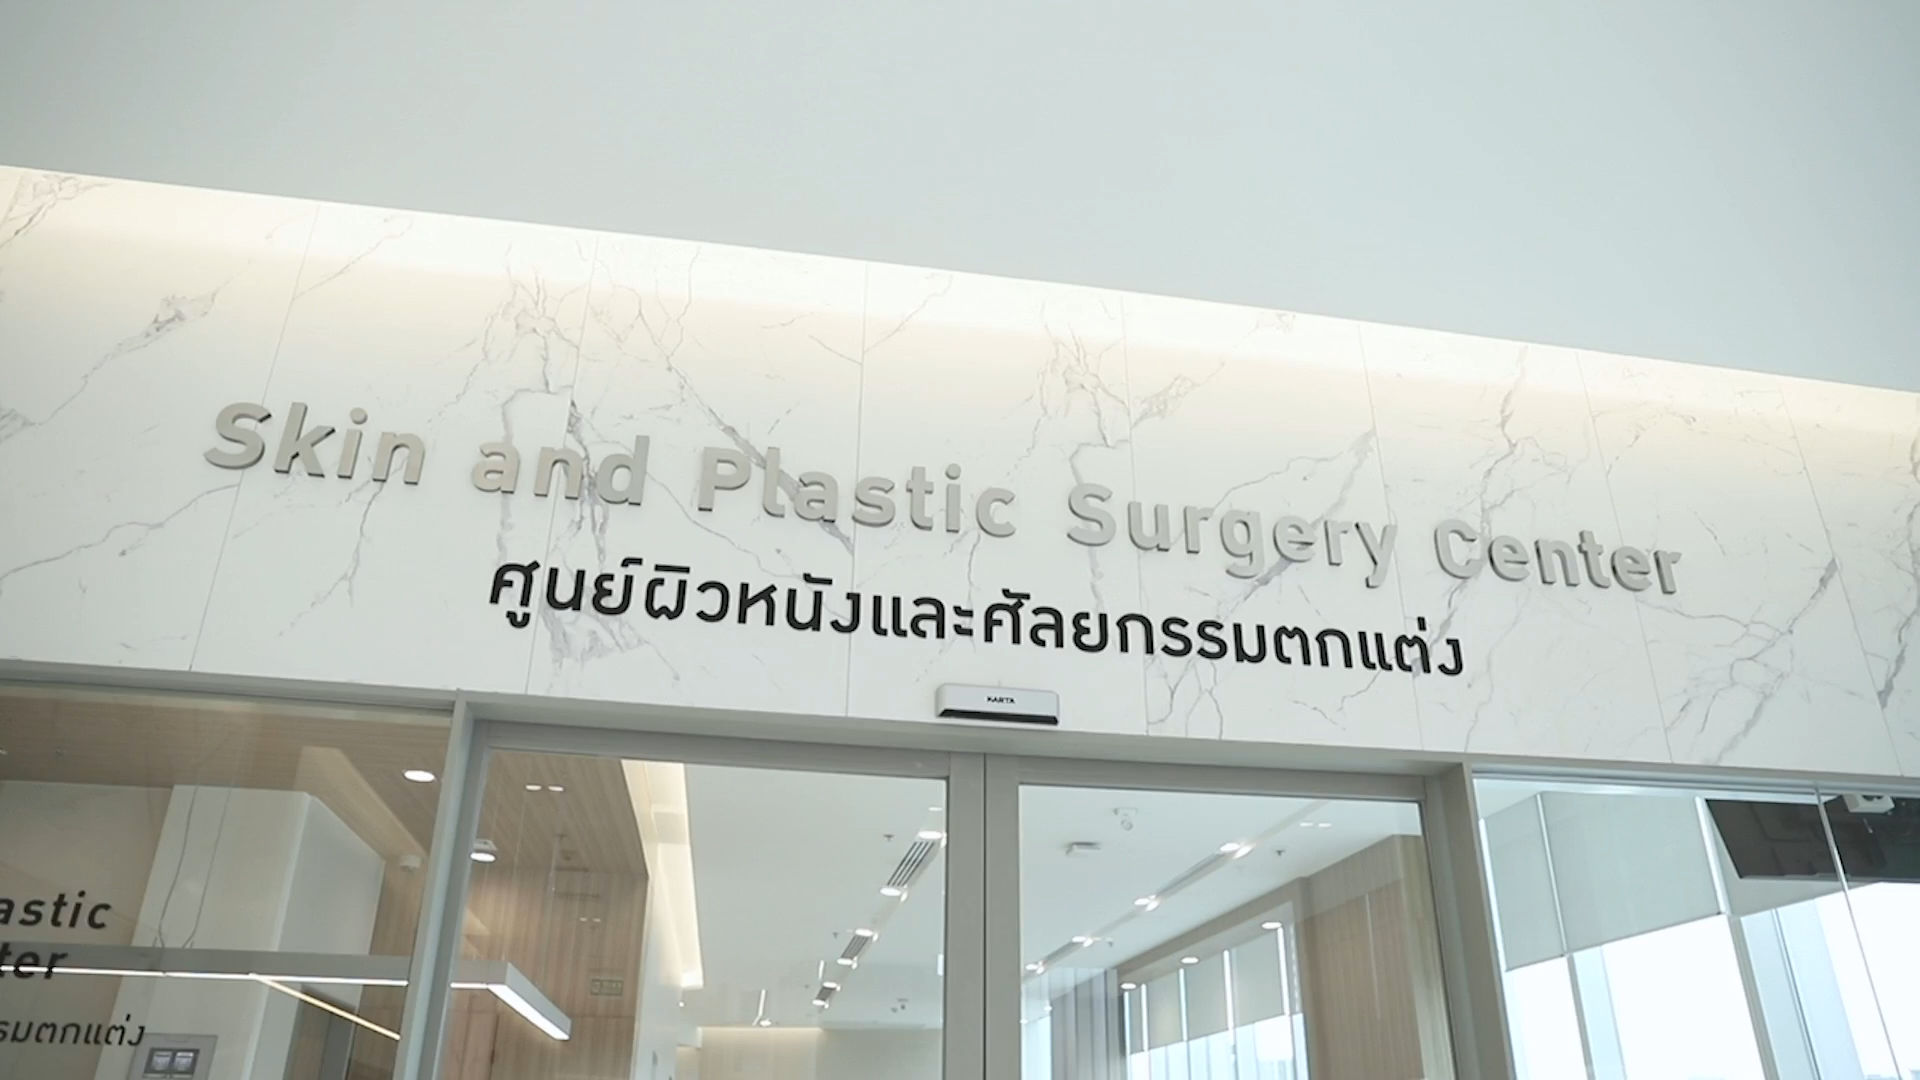 Skin and Plastic Surgery Center
ศูนย์ผิวหนังและศัลยกรรมตกแต่ง
KARTA
astic
ter
รมตกแต่ง